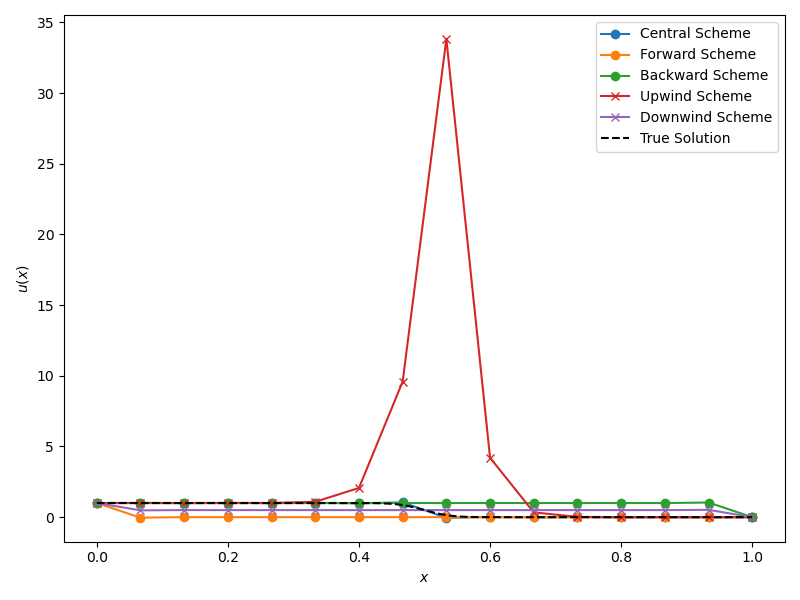 35
30
25
20
15
10
5
0
u(x)
0.0
0.2
0.4
0.6
0.8
1.0
x
Central Scheme
Forward Scheme
Backward Scheme
Upwind Scheme
Downwind Scheme
True Solution